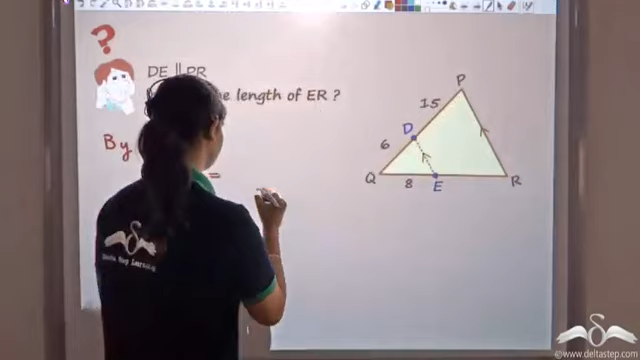 ?
DE || PR
the length of ER ?
By
=
P
15
D
6
Q
8
E
R
©www.deltastep.com